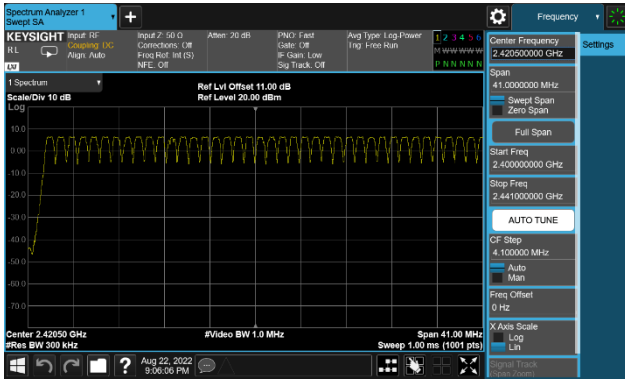 Spectrum Analyzer 1
Swept SA
+
Frequency
KEYSIGHT
Input: RF
Input Z: 50 Ω
Atten: 20 dB
PNO: Fast
Avg Type: Log-Power
1 2 3 4 5 6
Center Frequency
Settings
RL
Coupling: DC
Corrections: Off
Gate: Off
Trig: Free Run
M W W W W W
2.420500000 GHz
Align: Auto
Freq Ref: Int (S)
IF Gain: Low
P N N N N N
LXI
NFE: Off
Sig Track: Off
Span
41.0000000 MHz
1 Spectrum
Ref Lvl Offset 11.00 dB
Scale/Div 10 dB
Ref Level 20.00 dBm
Swept Span
Zero Span
Log
10.0
Full Span
0.00
Start Freq
2.400000000 GHz
-10.0
-20.0
Stop Freq
2.441000000 GHz
-30.0
AUTO TUNE
-40.0
CF Step
4.100000 MHz
-50.0
Auto
Man
-60.0
Freq Offset
0 Hz
-70.0
X Axis Scale
Log
Lin
Center 2.42050 GHz
#Video BW 1.0 MHz
Span 41.00 MHz
#Res BW 300 kHz
Sweep 1.00 ms (1001 pts)
?
Aug 22, 2022
9:06:06 PM
Signal Track
(Span Zoom)